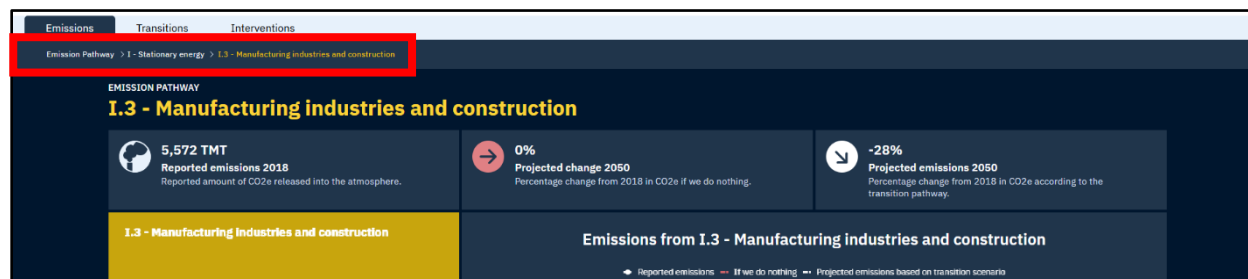 Emissions Transitions Interventions
Emission Pathway > I - Stationary energy > I.3 - Manufacturing industries and construction
EMISSION PATHWAY
I.3 - Manufacturing industries and construction
5,572 TMT
Reported emissions 2018
Reported amount of CO2e released into the atmosphere.
0%
Projected change 2050
Percentage change from 2018 in CO2e if we do nothing.
-28%
Projected emissions 2050
Percentage change from 2018 in CO2e according to the
transition pathway.
I.3 - Manufacturing industries and construction
Emissions from I.3 - Manufacturing industries and construction
Reported emissions If we do nothing Projected emissions based on transition scenario